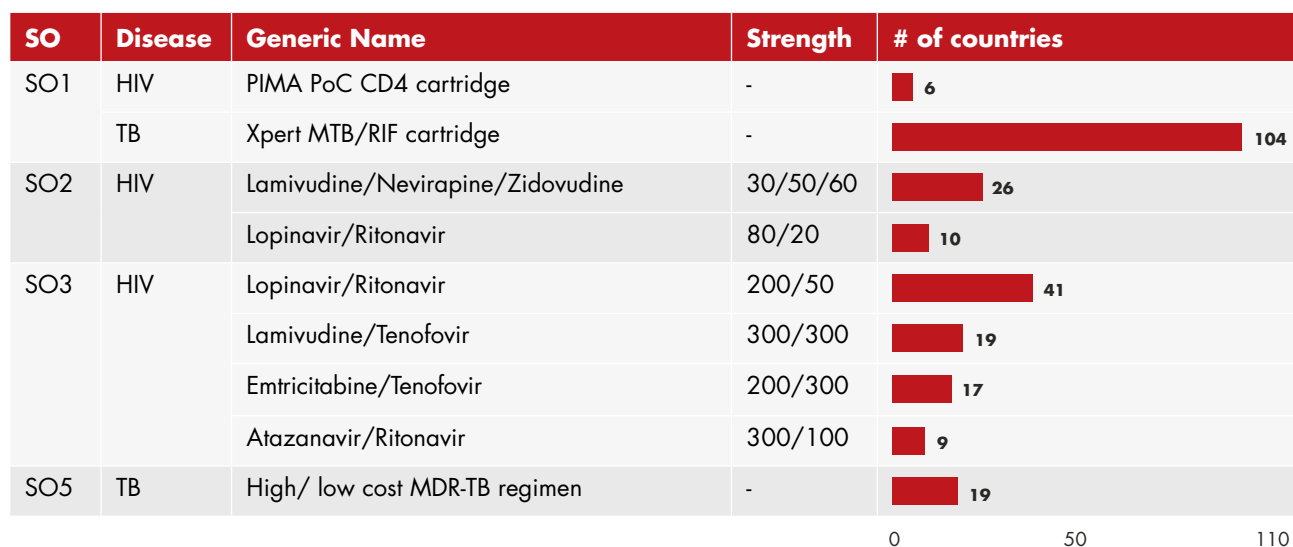 SO Disease Generic Name Strength # of countries
SO1 HIV PIMA PoC CD4 cartridge - 6
TB Xpert MTB/RIF cartridge - 104
SO2 HIV Lamivudine/Nevirapine/Zidovudine 30/50/60 26
Lopinavir/Ritonavir 80/20 10
SO3 HIV Lopinavir/Ritonavir 200/50 41
Lamivudine/Tenofovir 300/300 19
Emtricitabine/Tenofovir 200/300 17
Atazanavir/Ritonavir 300/100 9
SO5 TB High/ low cost MDR-TB regimen - 19
0 50 110